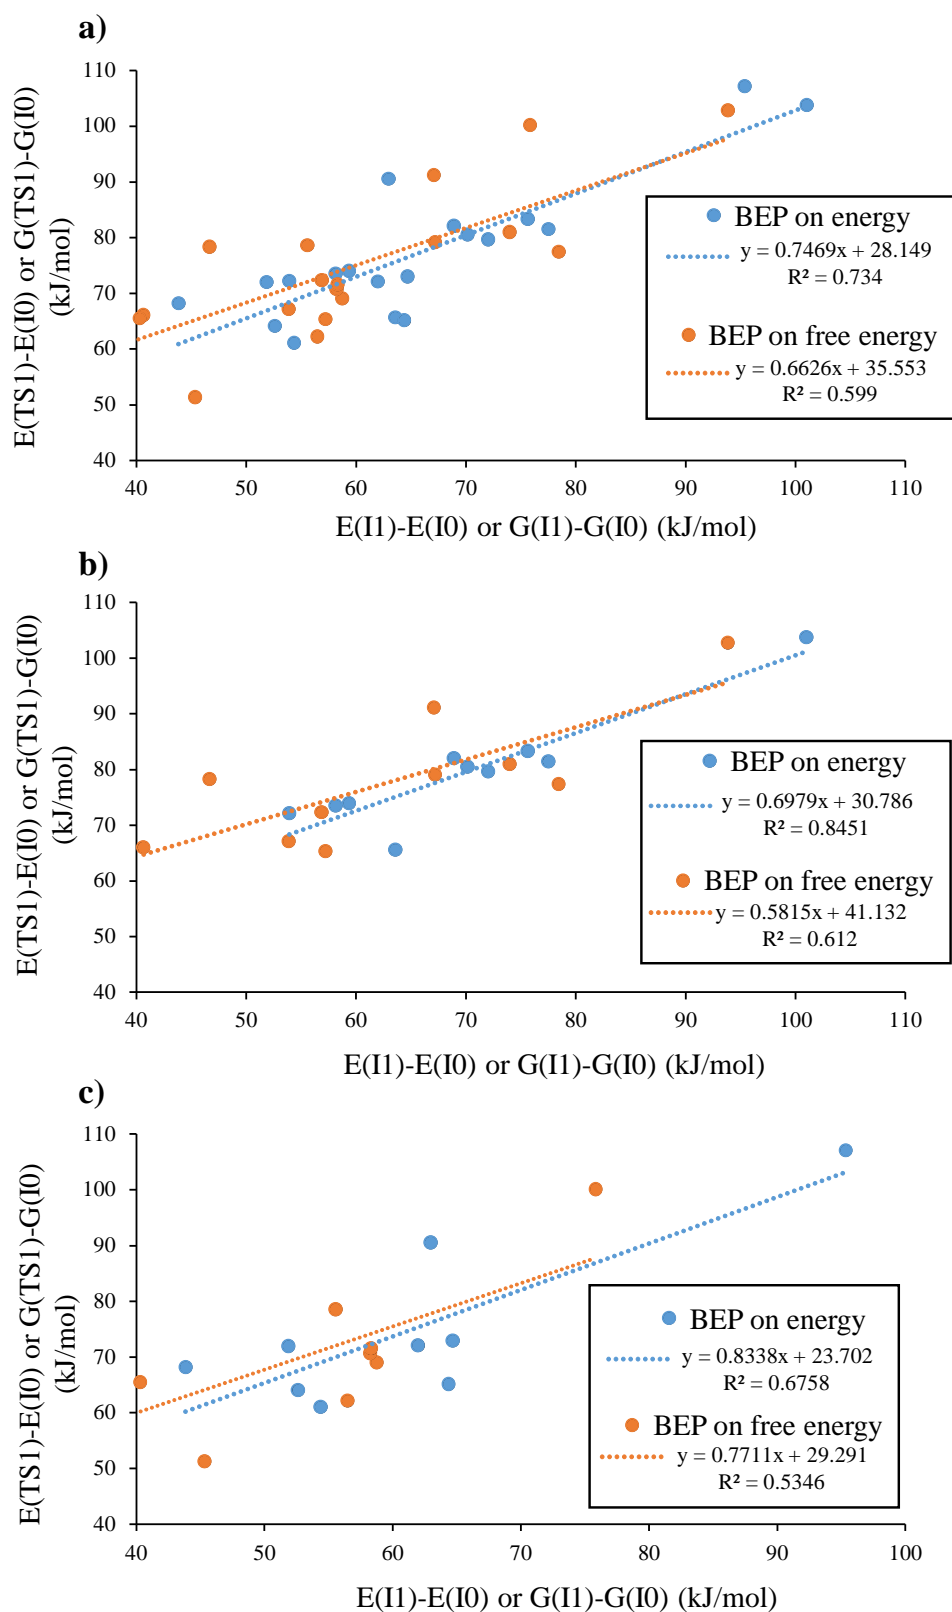 a)
E(TS1)-E(I0) or G(TS1)-G(I0)
(kJ/mol)
110
100
90
80
70
60
50
40
BEP on energy
y = 0.7469x + 28.149
R² = 0.734
BEP on free energy
y = 0.6626x + 35.553
R² = 0.599
40 50 60 70 80 90 100 110
E(I1)-E(I0) or G(I1)-G(I0) (kJ/mol)
b)
E(TS1)-E(I0) or G(TS1)-G(I0)
(kJ/mol)
110
100
90
80
70
60
50
40
BEP on energy
y = 0.6979x + 30.786
R² = 0.8451
BEP on free energy
y = 0.5815x + 41.132
R² = 0.612
40 50 60 70 80 90 100 110
E(I1)-E(I0) or G(I1)-G(I0) (kJ/mol)
c)
E(TS1)-E(I0) or G(TS1)-G(I0)
(kJ/mol)
110
100
90
80
70
60
50
40
BEP on energy
y = 0.8338x + 23.702
R² = 0.6758
BEP on free energy
y = 0.7711x + 29.291
R² = 0.5346
40 50 60 70 80 90 100
E(I1)-E(I0) or G(I1)-G(I0) (kJ/mol)